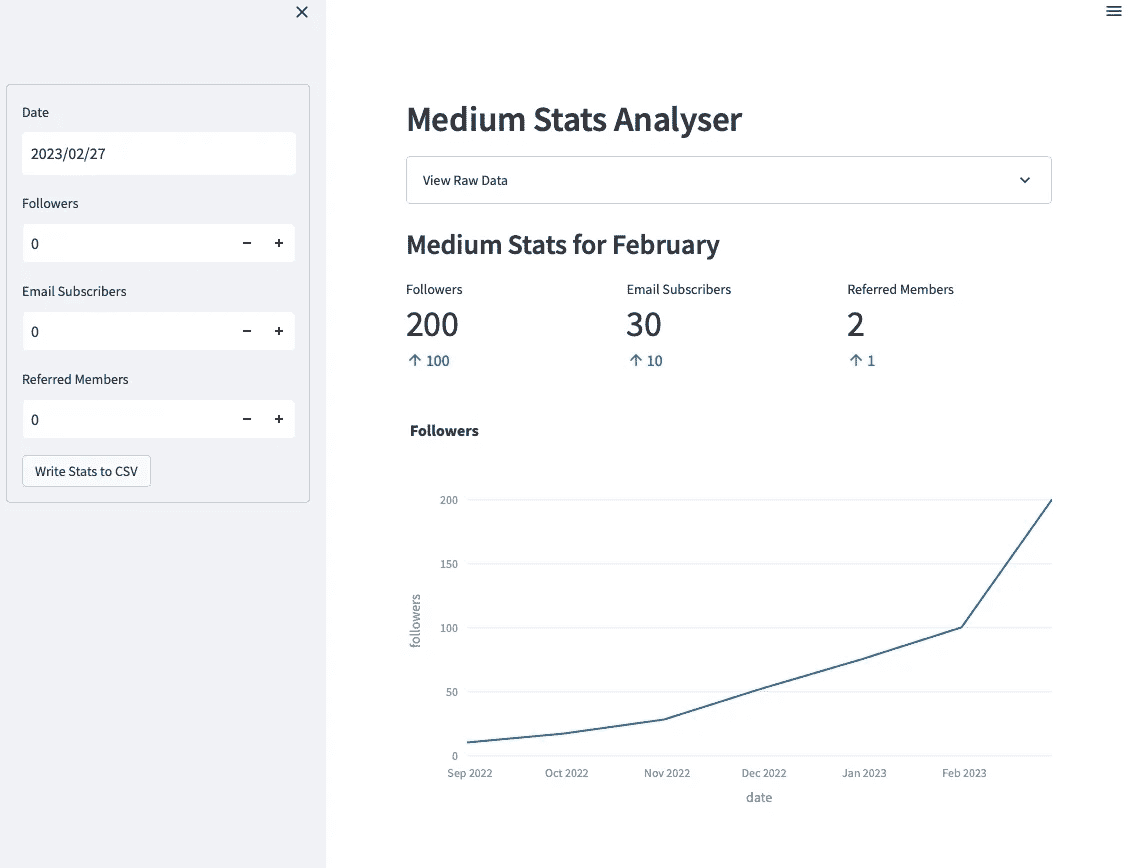 Date
2023/02/27
Followers
0
Email Subscribers
0
Referred Members
0
Write Stats to CSV
Medium Stats Analyser
View Raw Data
Medium Stats for February
Followers Email Subscribers Referred Members
200 30 2
↑ 100 ↑ 10 ↑ 1
Followers
200
150
100
50
0
followers
Sep 2022 Oct 2022 Nov 2022 Dec 2022 Jan 2023 Feb 2023
date